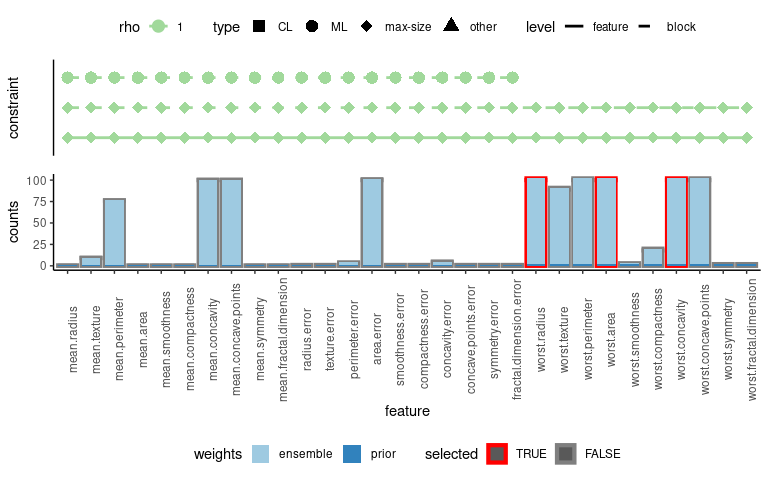 rho 1 type CL ML max-size other level feature block
constraint
counts
100
75
50
25
0
mean.radius
mean.texture
mean.perimeter
mean.area
mean.smoothness
mean.compactness
mean.concavity
mean.concave.points
mean.symmetry
mean.fractal.dimension
radius.error
texture.error
perimeter.error
area.error
smoothness.error
compactness.error
concavity.error
concave.points.error
symmetry.error
fractal.dimension.error
worst.radius
worst.texture
worst.perimeter
worst.area
worst.smoothness
worst.compactness
worst.concavity
worst.concave.points
worst.symmetry
worst.fractal.dimension
feature
weights ensemble prior selected TRUE FALSE